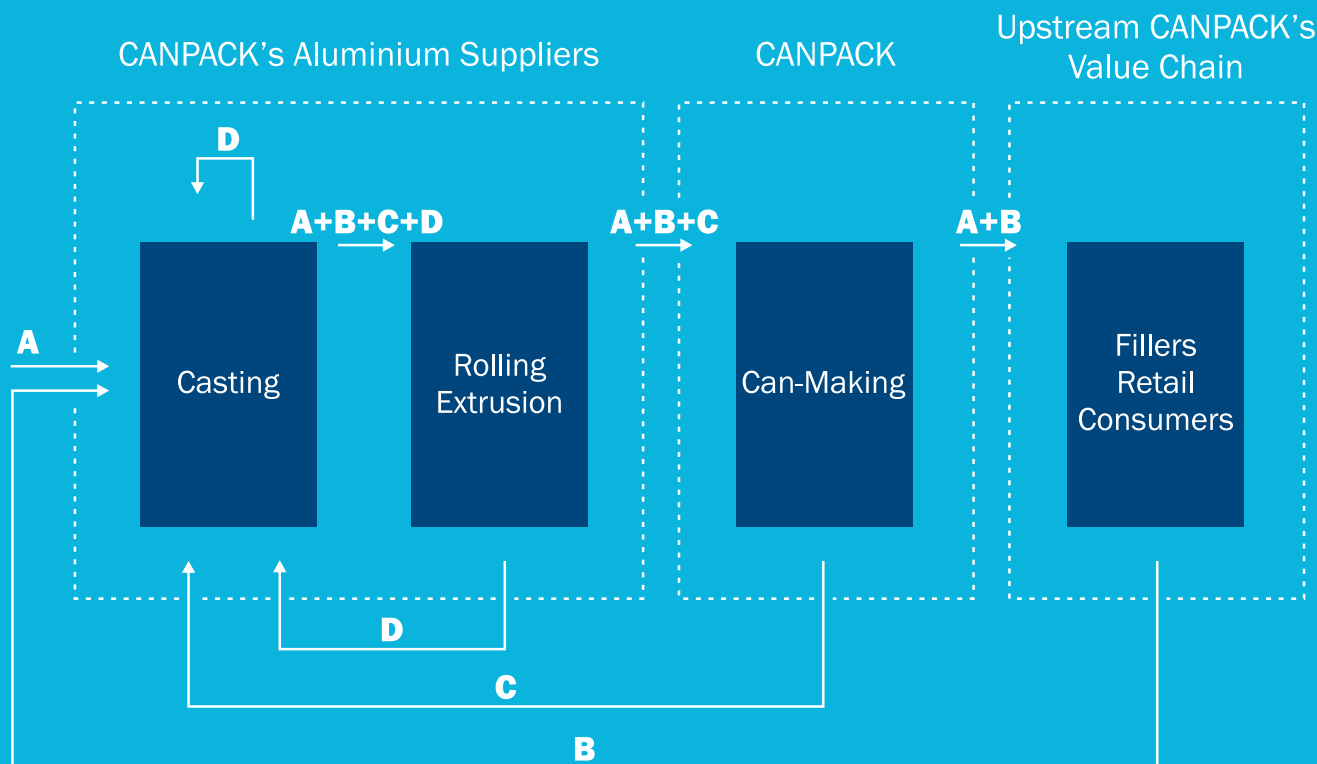 CANPACK's Aluminium Suppliers
CANPACK
Upstream CANPACK's
Value Chain
D
A+B+C+D
A+B+C
A+B
A
Casting
Rolling
Extrusion
Can-Making
Fillers
Retail
Consumers
D
C
B